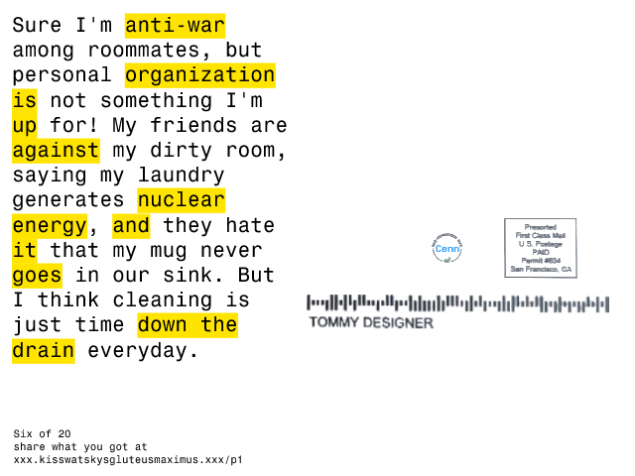 Sure I'm anti-war
among roommates, but
personal organization
is not something I'm
up for! My friends are
against my dirty room,
saying my laundry
generates nuclear
energy, and they hate
it that my mug never
goes in our sink. But
I think cleaning is
just time down the
drain everyday.
Cenn
Presorted
First Class Mail
U.S. Postege
PAID
Permit #634
San Francisco, GA
TOMMY DESIGNER
Six of 20
share what you got at
xxx.kisswatskysgluteusmaximus.xxx/p1